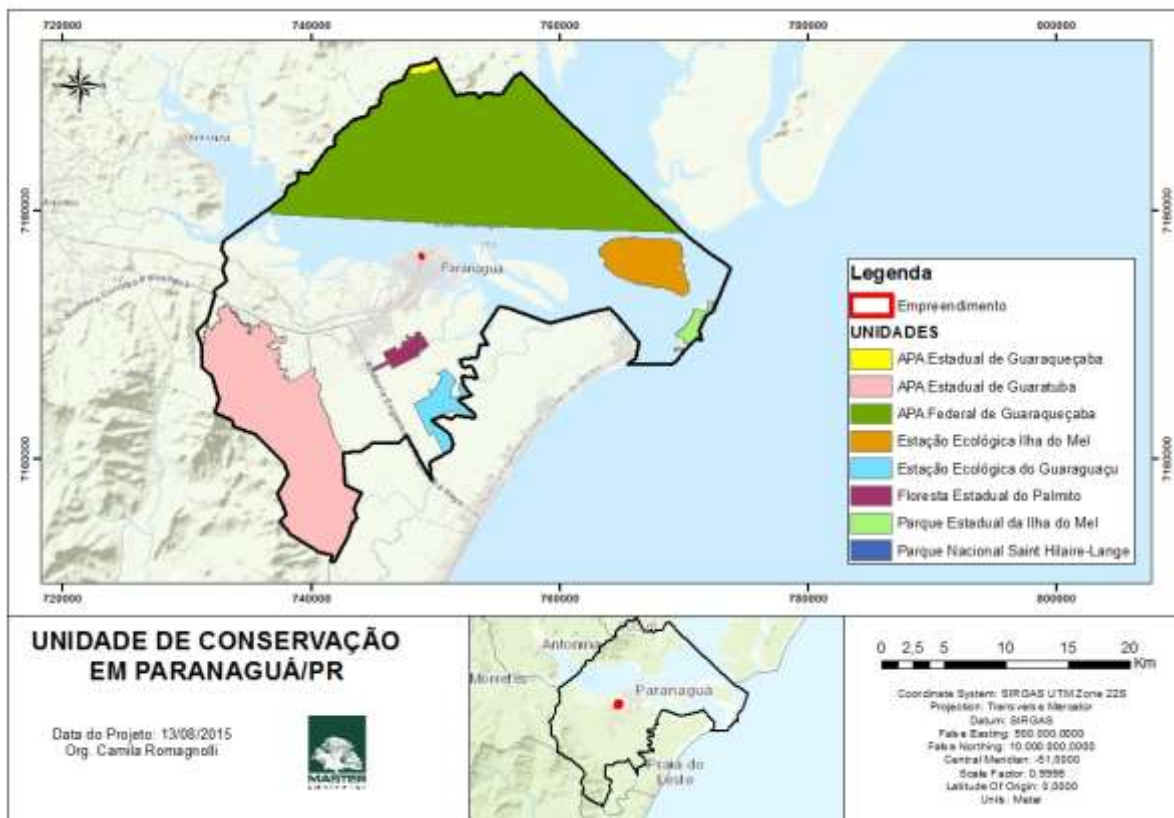 720000 740000 760000 780000 800000
7180000
7180000
Antonina
Paranaguá
7160000
7160000
Legenda
Empreendimento
UNIDADES
APA Estadual de Guaraqueçaba
APA Estadual de Guaratuba
APA Federal de Guaraqueçaba
Estação Ecológica Ilha do Mel
Estação Ecológica do Guaraguaçu
Floresta Estadual do Palmito
Parque Estadual da Ilha do Mel
Parque Nacional Saint Hilaire-Lange
720000 740000 760000 780000 800000
UNIDADE DE CONSERVAÇÃO
EM PARANAGUÁ/PR
Data do Projeto: 13/08/2015
Org. Camila Romagnolli
MASTER
Antonina
Morretes
Paranaguá
Praia do
Leste
0 2,5 5 10 15 20
Km
Coordinate System: SIRGAS UTM Zone 22S
Projection: Transverse Mercator
Datum: SIRGAS
False Easting: 500.000,0000
False Northing: 10.000.000,0000
Central Meridian: -51,0000
Scale Factor: 0,9996
Latitude Of Origin: 0,0000
Units: Meter